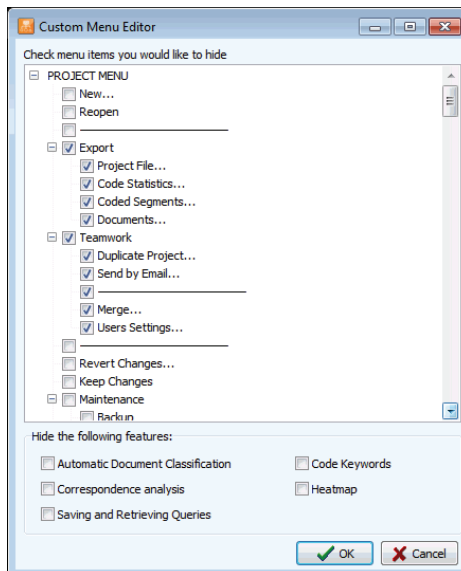 Custom Menu Editor
Check menu items you would like to hide
PROJECT MENU
New...
Reopen
Export
Project File...
Code Statistics...
Coded Segments...
Documents...
Teamwork
Duplicate Project...
Send by Email...
Merge...
Users Settings...
Revert Changes...
Keep Changes
Maintenance
Backup
Hide the following features:
Automatic Document Classification
Code Keywords
Correspondence analysis
Heatmap
Saving and Retrieving Queries
OK
Cancel